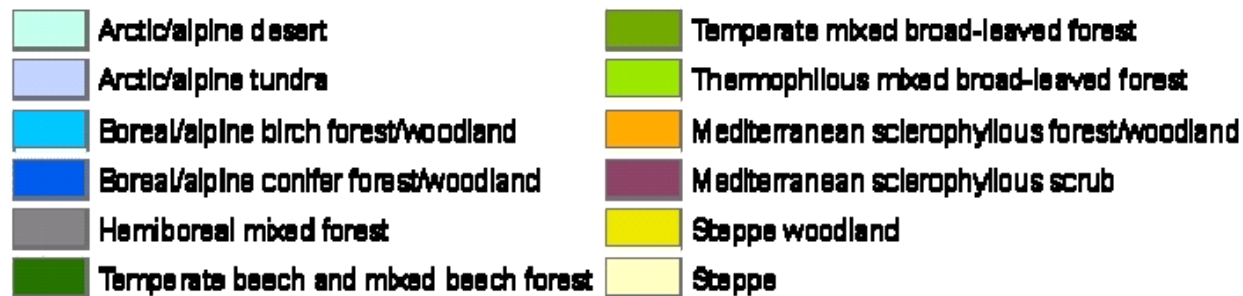 Arctic/alpine desert
Arctic/alpine tundra
Boreal/alpine birch forest/woodland
Boreal/alpine conifer forest/woodland
Hemiboreal mixed forest
Temperate beech and mixed beech forest
Temperate mixed broad-leaved forest
Thermophilous mixed broad-leaved forest
Mediterranean sclerophyllous forest/woodland
Mediterranean sclerophyllous scrub
Steppe woodland
Steppe